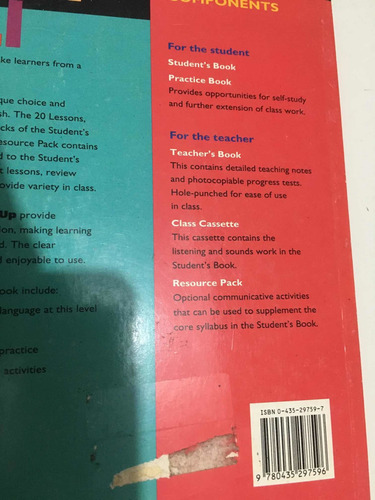 COMPONENTS
ke learners from a
que choice and
sh. The 20 Lessons,
cks of the Student's
esource Pack contains
d to the Student's
t lessons, review
ovide variety in class.
Up provide
ion, making learning
d. The clear
l enjoyable to use.
ook include:
language at this level
practice
activities
For the student
Student's Book
Practice Book
Provides opportunities for self-study
and further extension of class work.
For the teacher
Teacher's Book
This contains detailed teaching notes
and photocopiable progress tests.
Hole-punched for ease of use
in class.
Class Cassette
This cassette contains the
listening and sounds work in the
Student's Book.
Resource Pack
Optional communicative activities
that can be used to supplement the
core syllabus in the Student's Book.
ISBN 0-435-29759-7
9 780435 297596